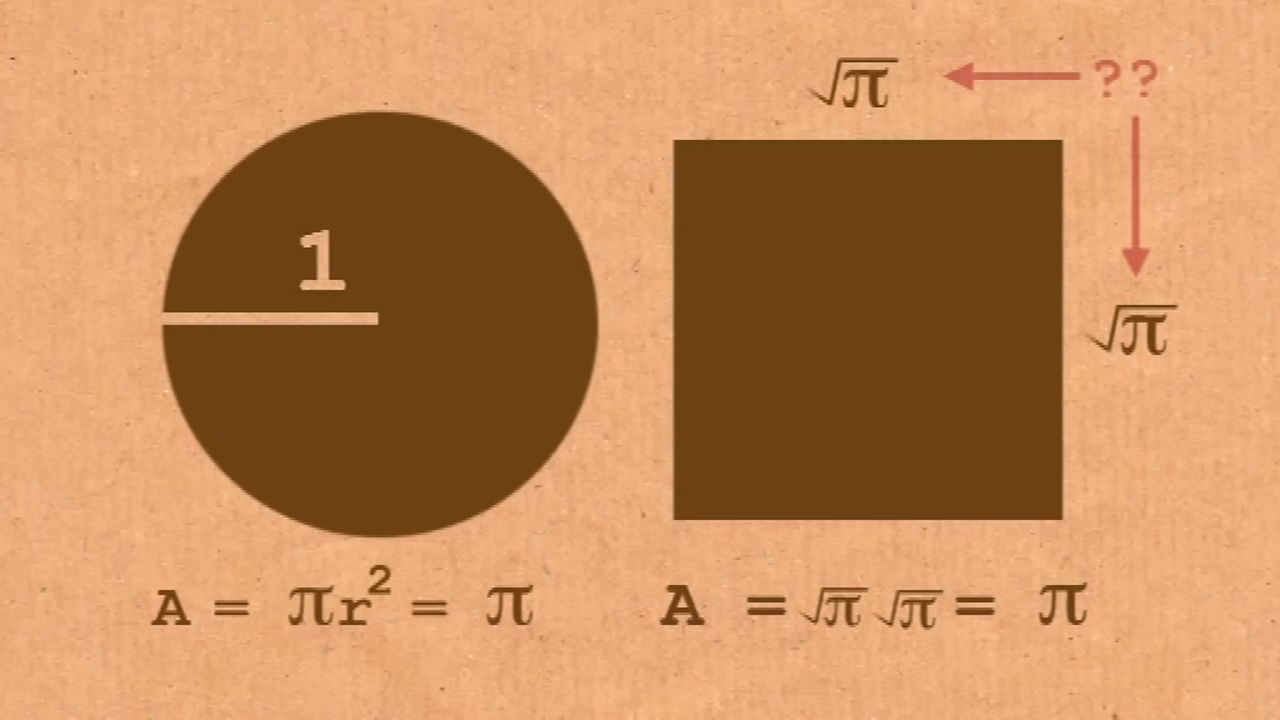 √π ??
1
√π
A = πr² = π
A = √π √π = π